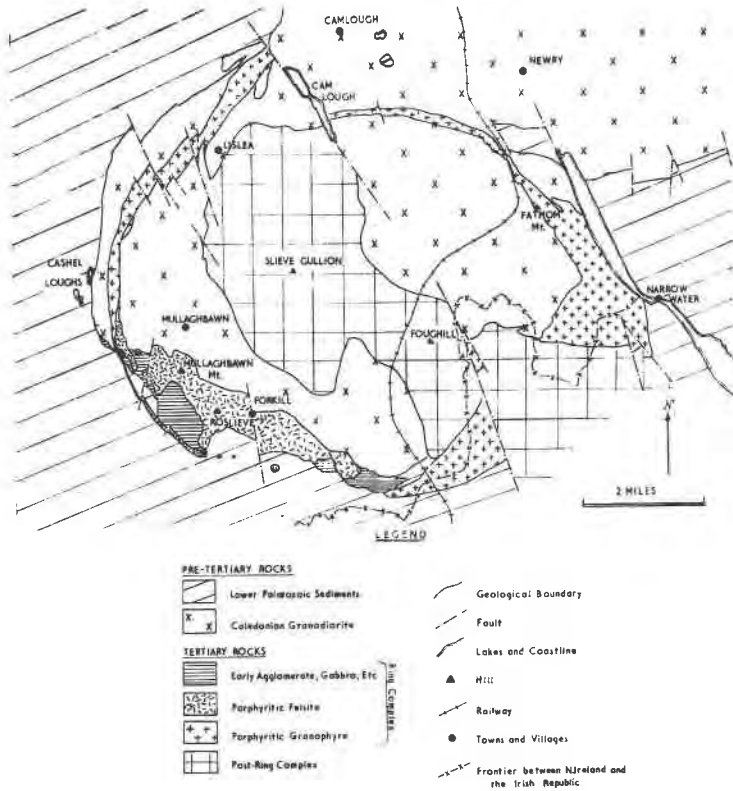 CAMLOUGH
NEWRY
CAM
LOUGH
LISLEA
FATHOM
Mt.
CASHEL
LOUGHS
SLIEVE GULLION
NARROW
WATER
MULLAGHBAWN
FOUGHILL
MULLAGHBAWN
Mt.
FORKILL
CROSLIEVE
N
2 MILES
LEGEND
PRE-TERTIARY ROCKS
Lower Palaeozoic Sediments
Caledonian Granodiorite
TERTIARY ROCKS
Early Agglomerate, Gabbro, Etc
Porphyritic Felsite
Porphyritic Granophyre
Ring Complex
Post-Ring Complex
Geological Boundary
Fault
Lakes and Coastline
Hill
Railway
Towns and Villages
Frontier between N.Ireland and
the Irish Republic